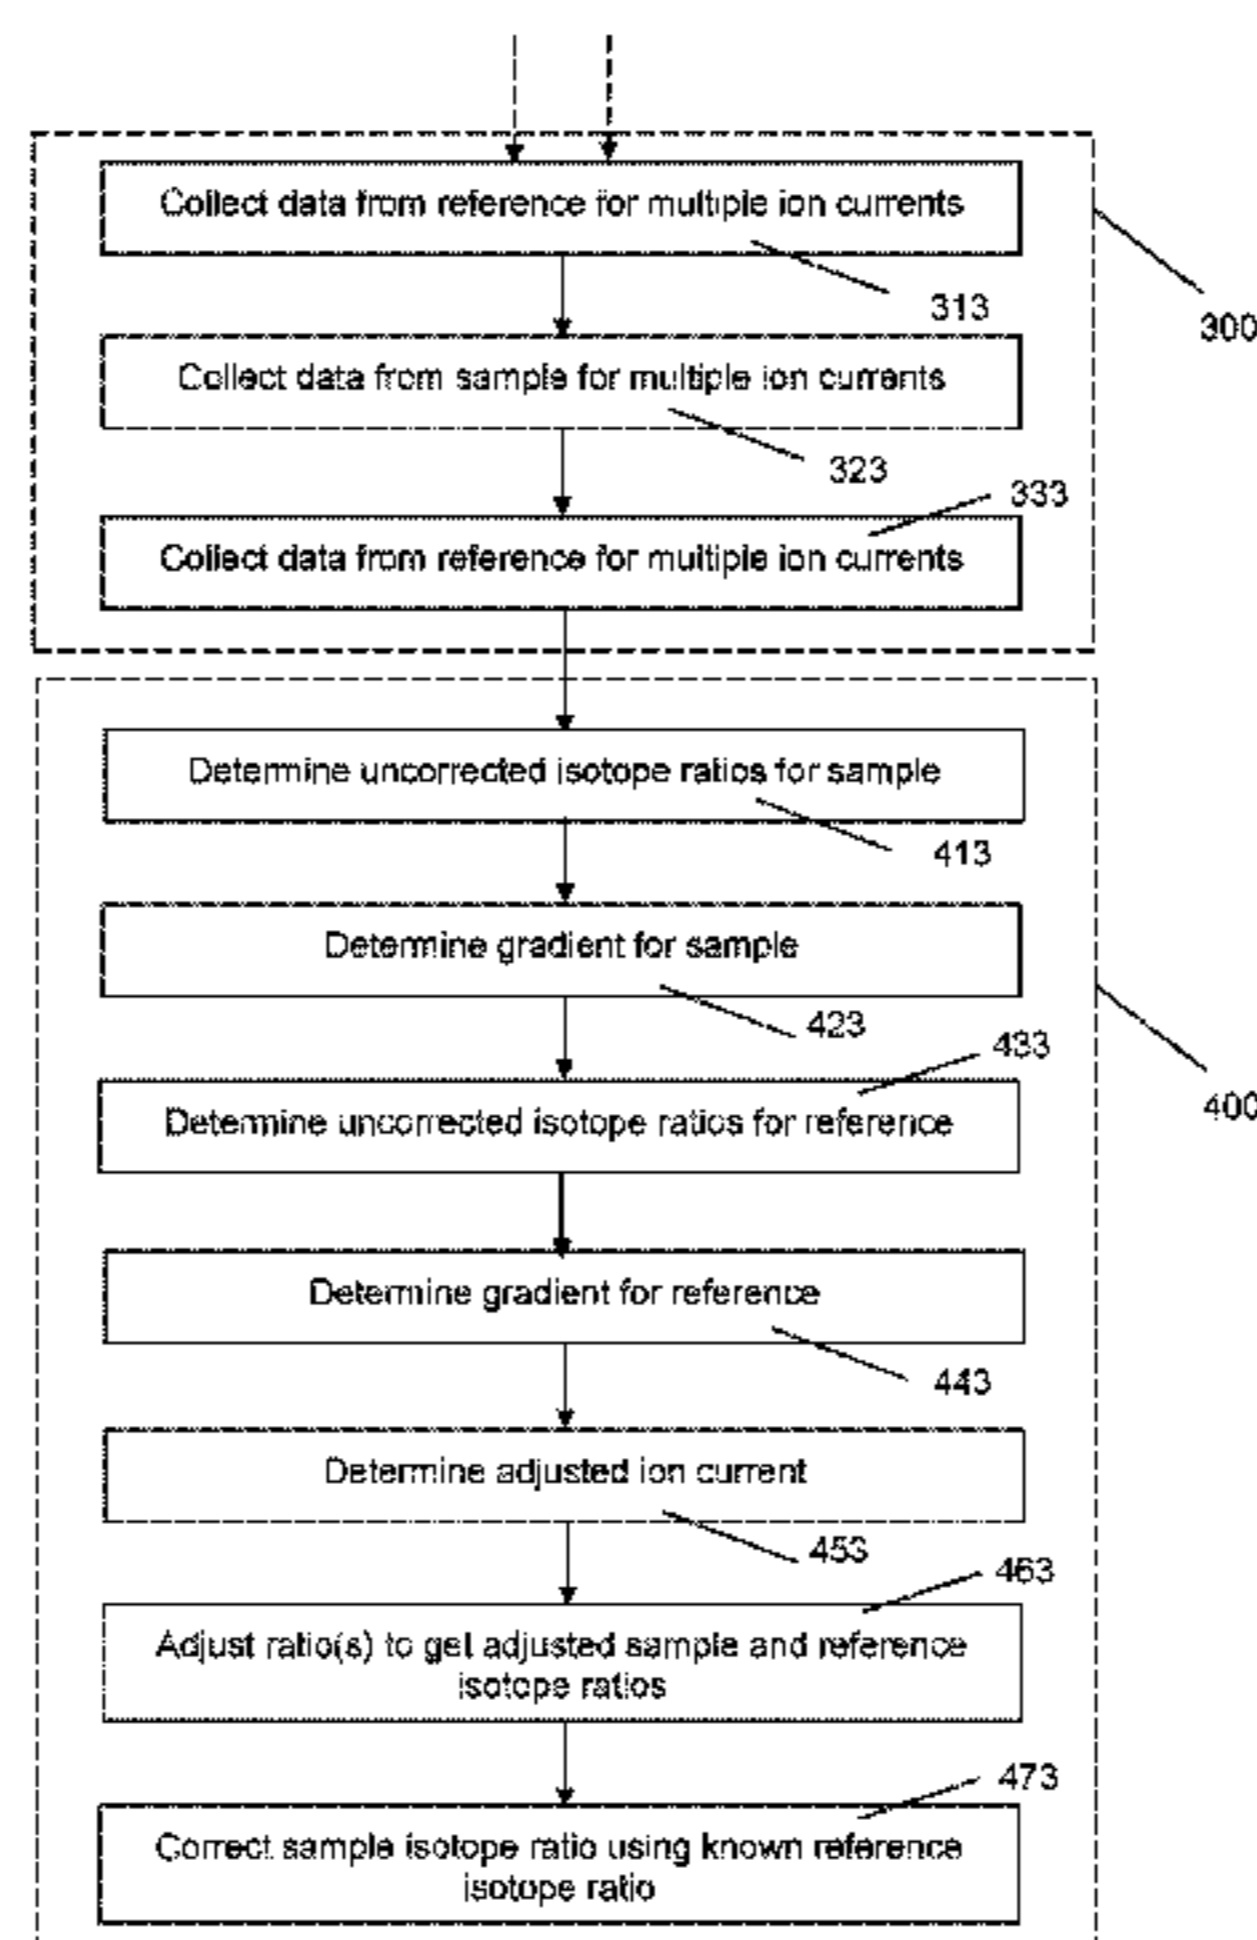 Collect data from reference for multiple ion currents
313
300
Collect data from sample for multiple ion currents
323
333
Collect data from reference for multiple ion currents
Determine uncorrected isotope ratios for sample
413
Determine gradient for sample
423
433
400
Determine uncorrected isotope ratios for reference
Determine gradient for reference
443
Determine adjusted ion current
453
463
Adjust ratio(s) to get adjusted sample and reference
isotope ratios
473
Correct sample isotope ratio using known reference
isotope ratio